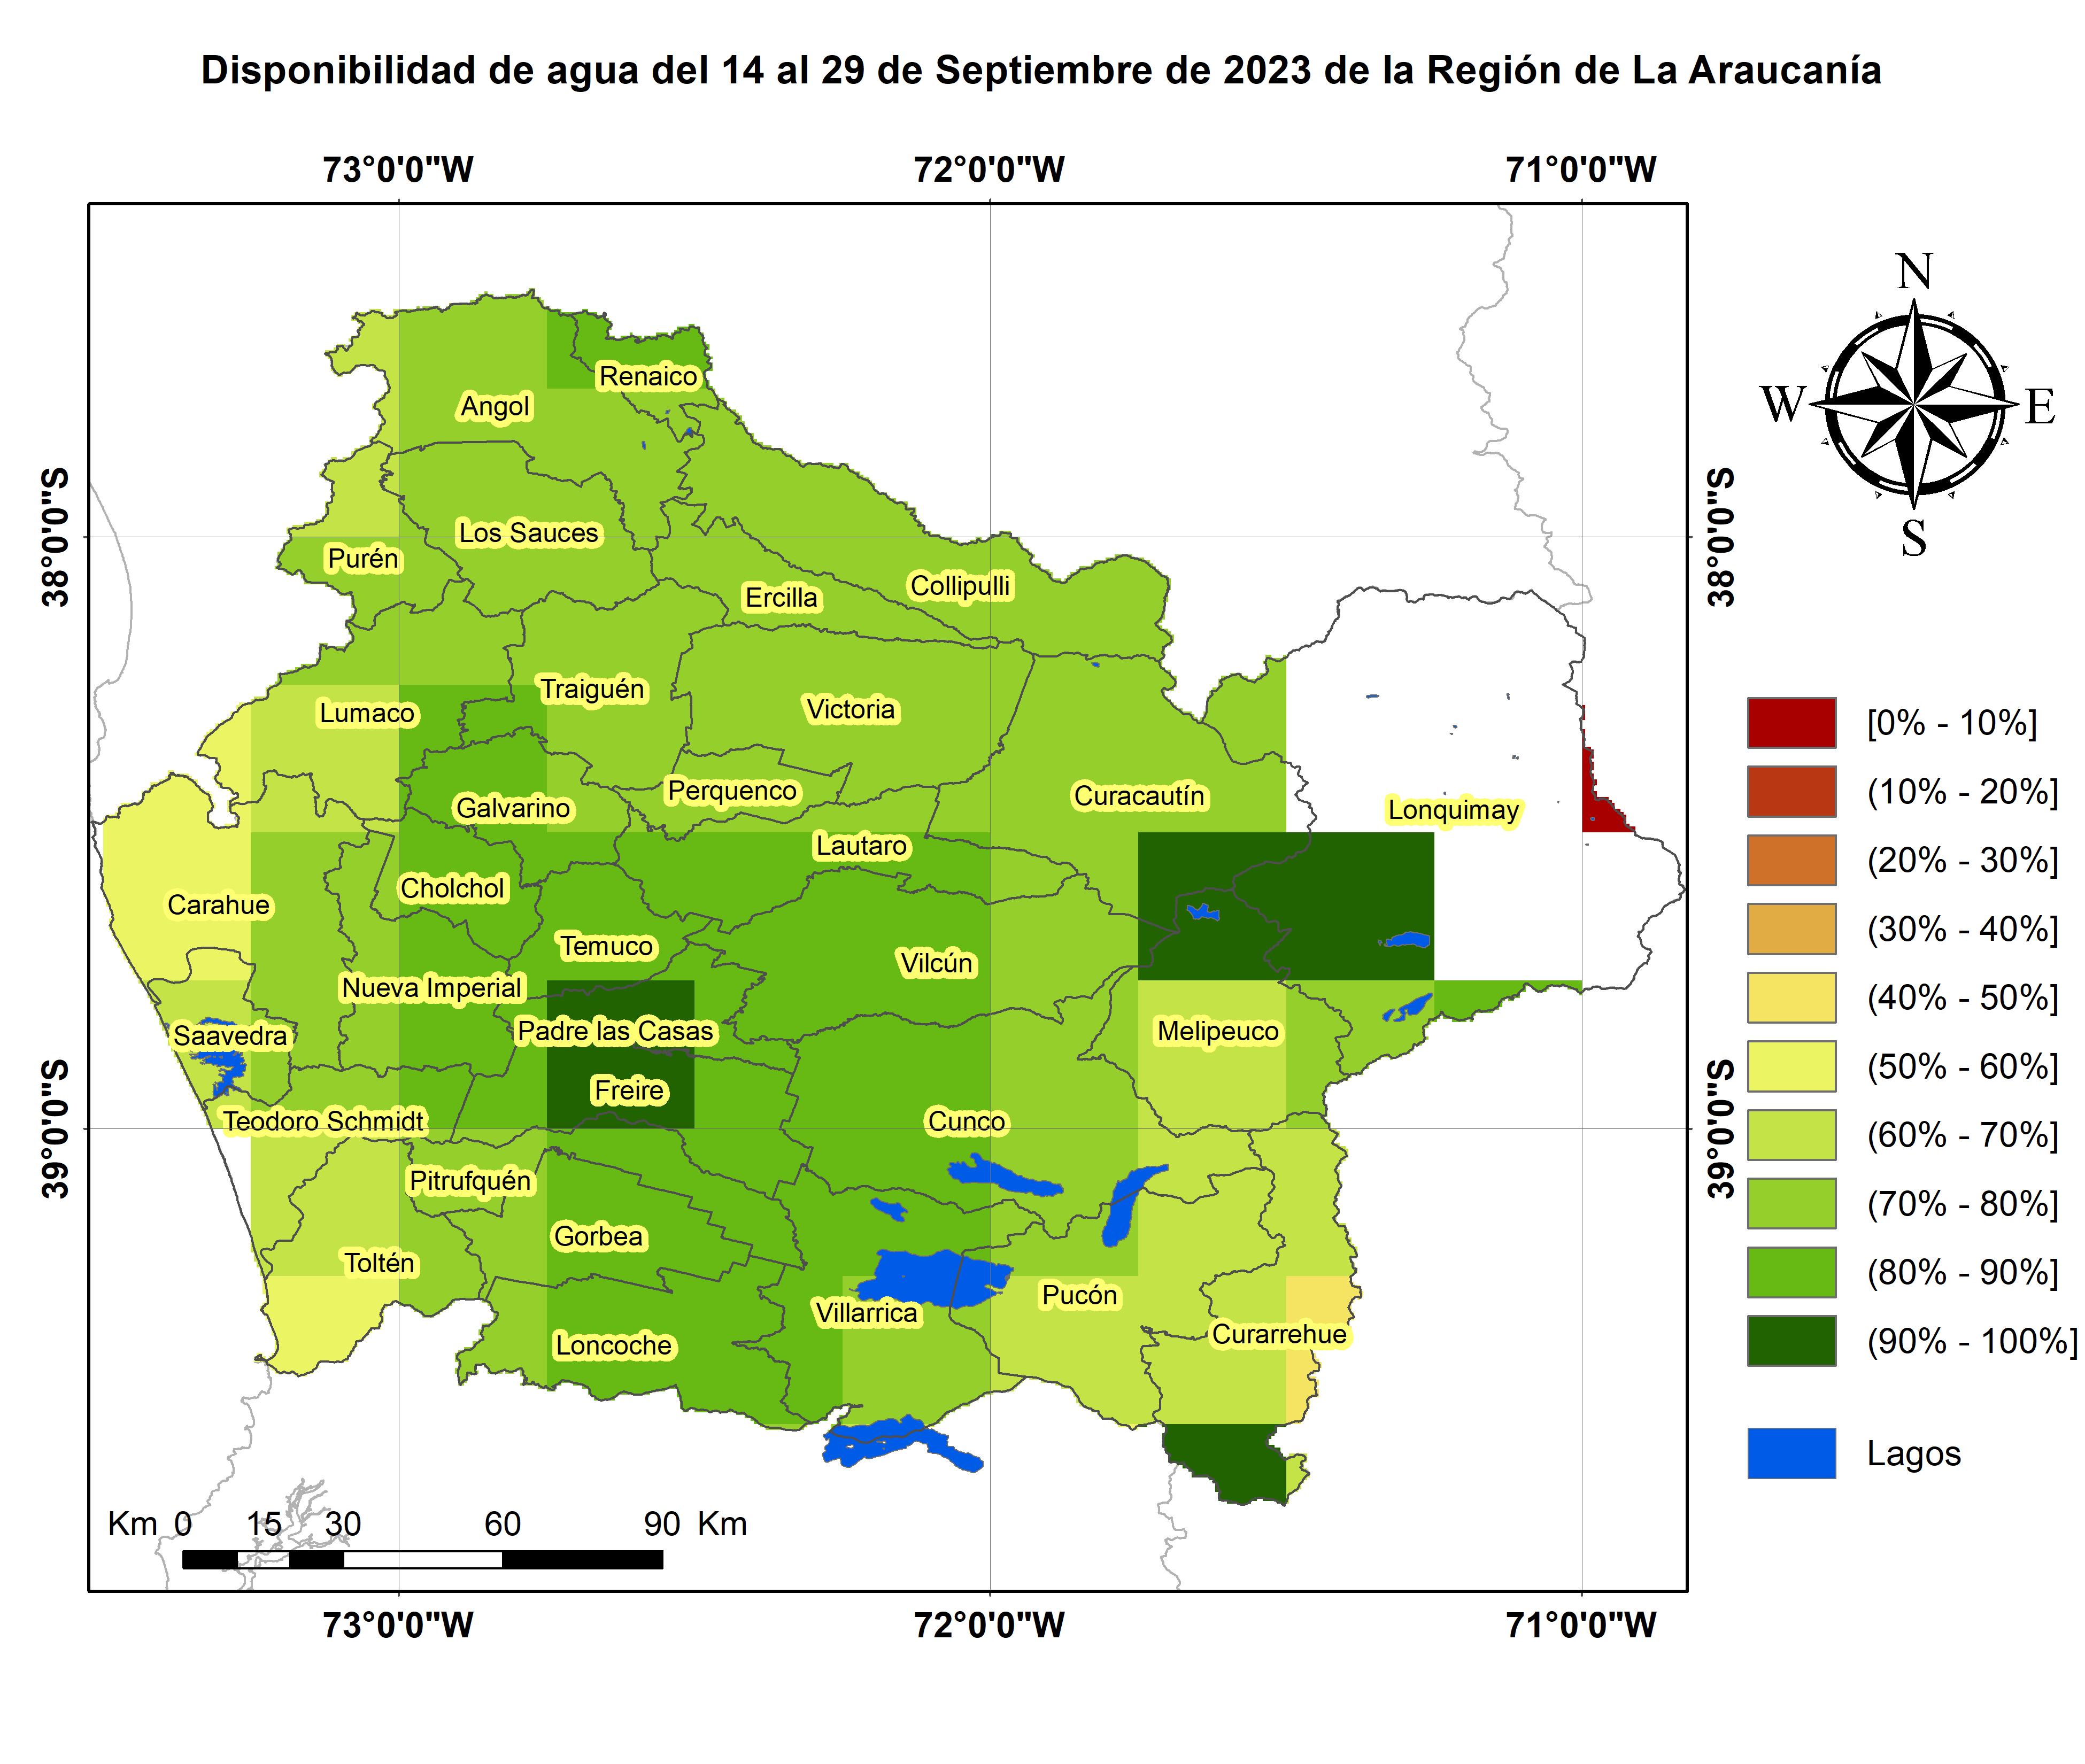 Disponibilidad de agua del 14 al 29 de Septiembre de 2023 de la Región de La Araucanía
73°0'0"W 72°0'0"W 71°0'0"W
N
W E
S
38°0'0"S 38°0'0"S
39°0'0"S 39°0'0"S
Renaico
Angol
Los Sauces
Purén
Collipulli
Ercilla
Traiguén
Victoria
Lumaco
Perquenco
Curacautín
Galvarino
Lonquimay
Lautaro
Cholchol
Carahue
Temuco
Vilcún
Nueva Imperial
Padre las Casas
Melipeuco
Saavedra
Freire
Teodoro Schmidt
Cunco
Pitrufquén
Gorbea
Toltén
Pucón
Villarrica
Curarrehue
Loncoche
[0% - 10%]
(10% - 20%]
(20% - 30%]
(30% - 40%]
(40% - 50%]
(50% - 60%]
(60% - 70%]
(70% - 80%]
(80% - 90%]
(90% - 100%]
Lagos
Km 0 15 30 60 90 Km
73°0'0"W 72°0'0"W 71°0'0"W